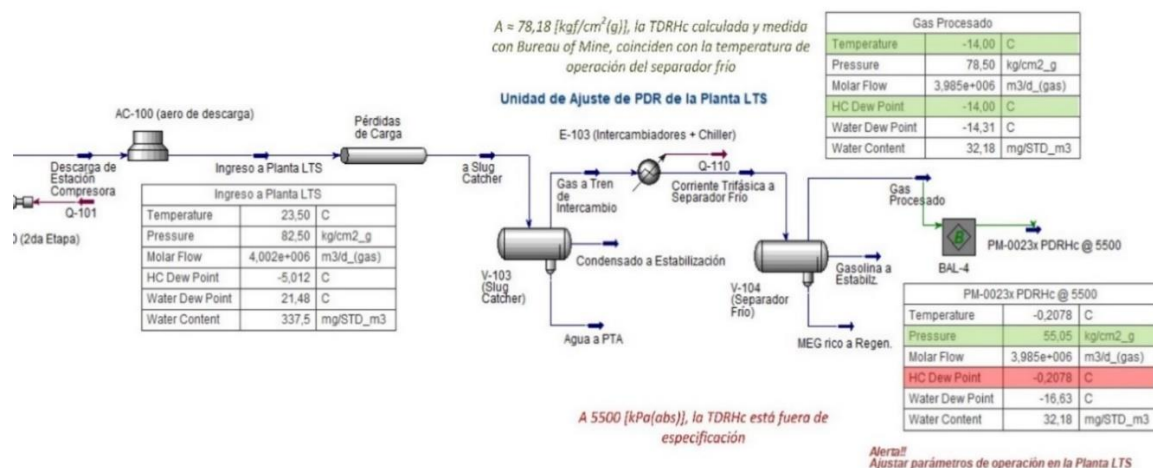 A ≈ 78,18 [kgf/cm²(g)], la TDRHc calculada y medida
con Bureau of Mine, coinciden con la temperatura de
operación del separador frío
Gas Procesado
Temperature -14,00 C
Pressure 78,50 kg/cm2_g
Molar Flow 3,985e+006 m3/d_(gas)
HC Dew Point -14,00 C
Water Dew Point -14,31 C
Water Content 32,18 mg/STD_m3
Unidad de Ajuste de PDR de la Planta LTS
AC-100 (aero de descarga)
Pérdidas
de Carga
E-103 (Intercambiadores + Chiller)
Descarga de
Estación
Compresora
Q-101
0 (2da Etapa)
Ingreso a Planta LTS
a Slug
Catcher
Gas a Tren
de
Intercambio
Q-110
Corriente Trifásica a
Separador Frío
Gas
Procesado
B
BAL-4
PM-0023x PDRHc @ 5500
Ingreso a Planta LTS
Temperature 23,50 C
Pressure 82,50 kg/cm2_g
Molar Flow 4,002e+006 m3/d_(gas)
HC Dew Point -5,012 C
Water Dew Point 21,48 C
Water Content 337,5 mg/STD_m3
V-103
(Slug
Catcher)
Condensado a Estabilización
Agua a PTA
V-104
(Separador
Frío)
Gasolina a
Estabilz.
MEG rico a Regen.
PM-0023x PDRHc @ 5500
Temperature -0,2078 C
Pressure 55,05 kg/cm2_g
Molar Flow 3,985e+006 m3/d_(gas)
HC Dew Point -0,2078 C
Water Dew Point -16,63 C
Water Content 32,18 mg/STD_m3
A 5500 [kPa(abs)], la TDRHc está fuera de
especificación
Alerta!!
Ajustar parámetros de operación en la Planta LTS